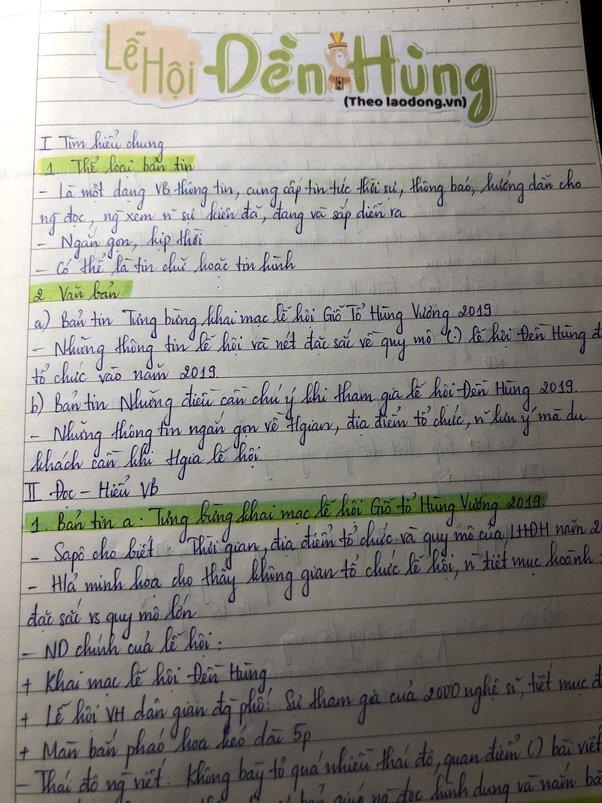 Lễ Hội Đền Hùng
(Theo laodong.vn)
I Tìm hiểu chung
1. Thể loại bản tin
- Là một dạng VB thông tin, cung cấp tin tức thời sự, thông báo, hướng dẫn cho
ng đọc, ng xem n~ sự kiện đã, đang và sắp diễn ra
- Ngắn gọn, kịp thời
- Có thể là tin chữ hoặc tin hình
2. Văn bản
a) Bản tin Tưng bừng khai mạc lễ hội Giỗ Tổ Hùng Vương 2019
- Những thông tin lễ hội và nét đặc sắc về quy mô (.) lễ hội Đền Hùng đ
tổ chức vào năm 2019
b) Bản tin Những điều cần chú ý khi tham gia lễ hội Đền Hùng 2019.
- Những thông tin ngắn gọn về tgian, địa điểm tổ chức, n~ lưu ý mà du
khách cần khi tgia lễ hội
II Đọc - Hiểu VB
1. Bản tin a: Tưng bừng khai mạc lễ hội Giỗ tổ Hùng Vương 2019.
- Sapô cho biết: Thời gian, địa điểm tổ chức và quy mô của LHĐH năm 2
- H/ả minh hoạ cho thấy không gian tổ chức lễ hội, n~ tiết mục hoành
đặc sắc vs quy mô lớn
- ND chính của lễ hội:
+ Khai mạc lễ hội Đền Hùng
+ Lễ hội VH dân gian đg phố: Sự tham gia của 2000 nghệ sĩ, tiết mục đ
+ Màn bắn pháo hoa kéo dài 5p
- Thái độ ng viết: Không bày tỏ quá nhiều thái độ, quan điểm () bài viết
giúp ng đọc hình dung và nắm bắ